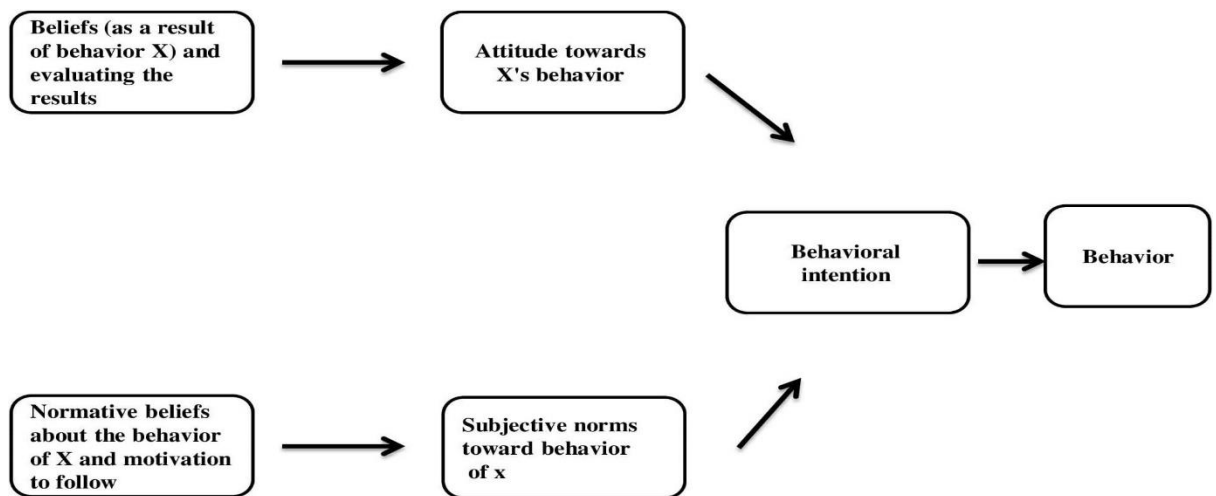 Beliefs (as a result
of behavior X) and
evaluating the
results
Attitude towards
X's behavior
Behavioral
intention
Behavior
Normative beliefs
about the behavior
of X and motivation
to follow
Subjective norms
toward behavior
of x